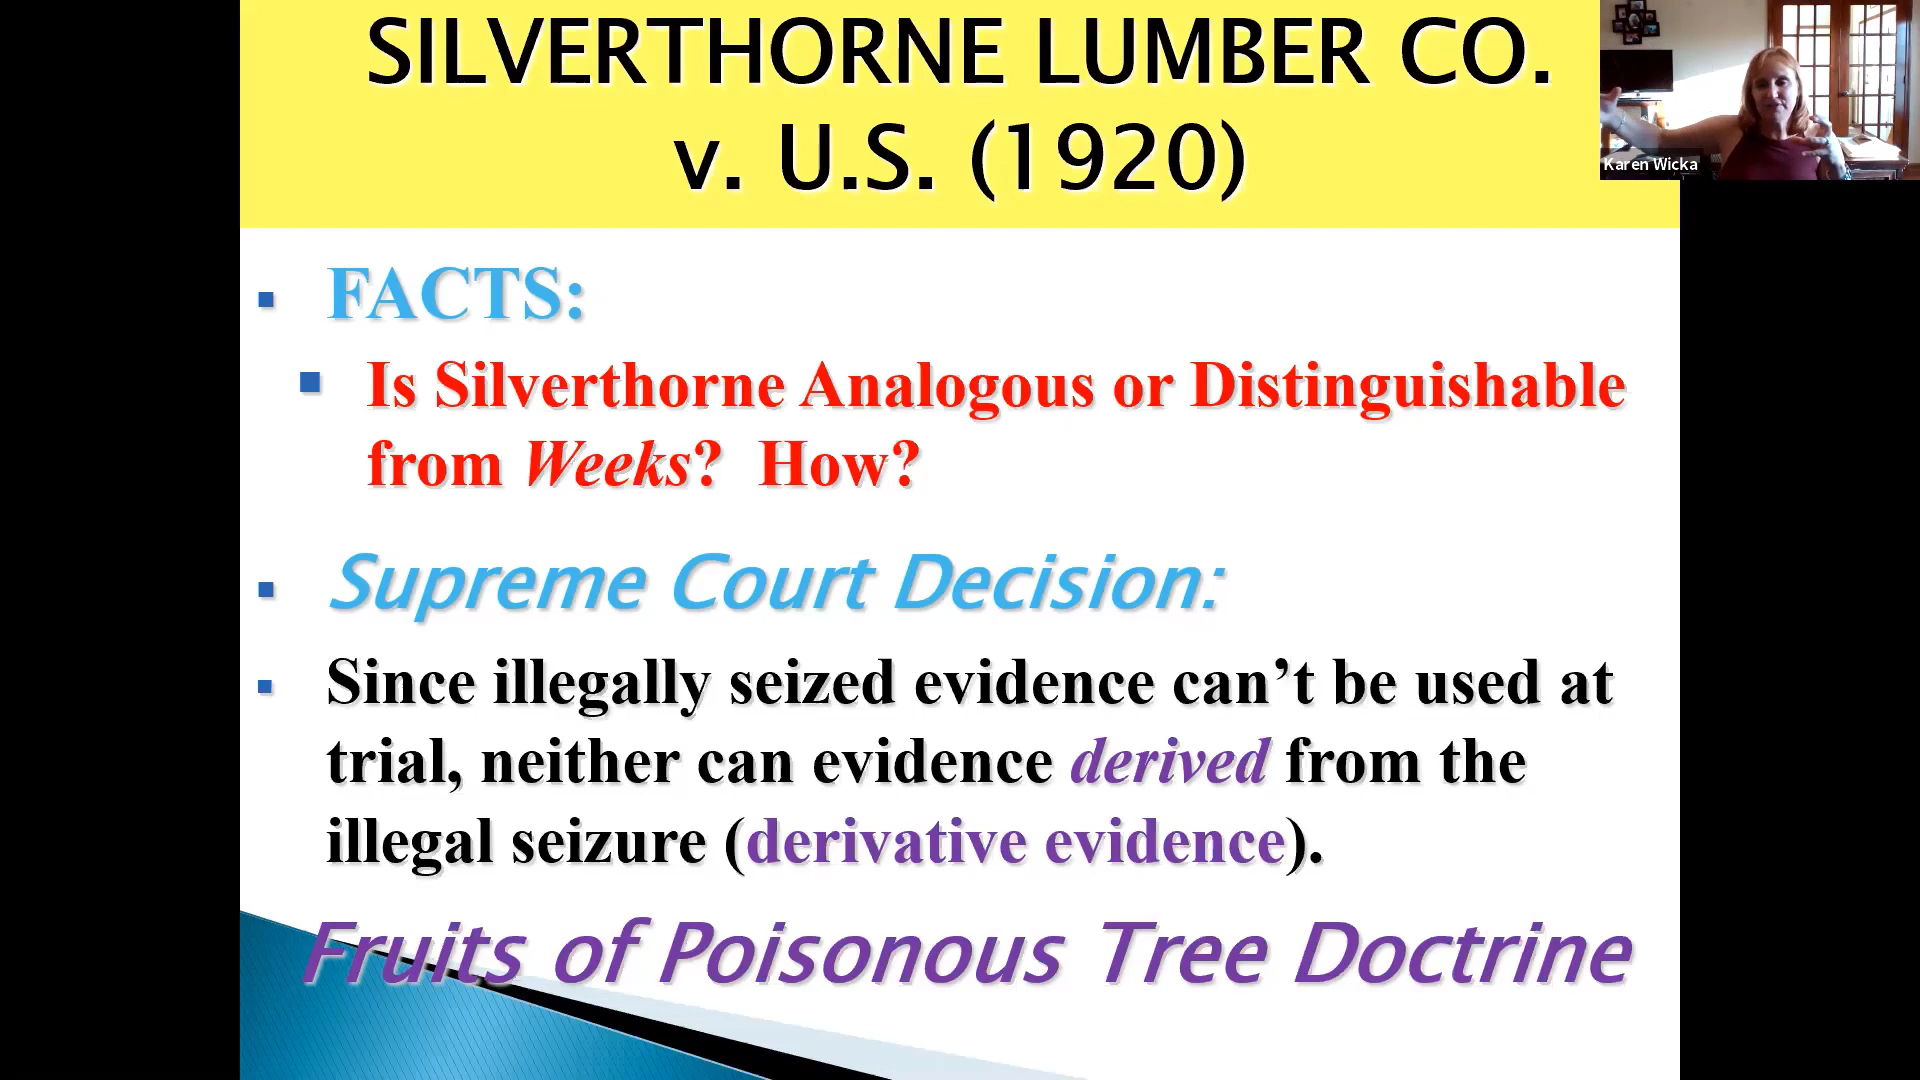 SILVERTHORNE LUMBER CO.
v. U.S. (1920)
Karen Wicka
FACTS:
Is Silverthorne Analogous or Distinguishable
from Weeks?  How?
Supreme Court Decision:
Since illegally seized evidence can’t be used at
trial, neither can evidence derived from the
illegal seizure (derivative evidence).
Fruits of Poisonous Tree Doctrine